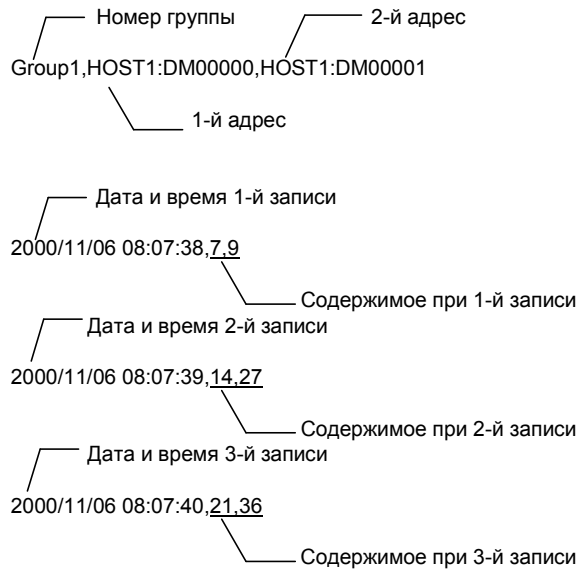 Номер группы
2-й адрес
Group1,HOST1:DM00000,HOST1:DM00001
1-й адрес
Дата и время 1-й записи
2000/11/06 08:07:38,7,9
Содержимое при 1-й записи
Дата и время 2-й записи
2000/11/06 08:07:39,14,27
Содержимое при 2-й записи
Дата и время 3-й записи
2000/11/06 08:07:40,21,36
Содержимое при 3-й записи